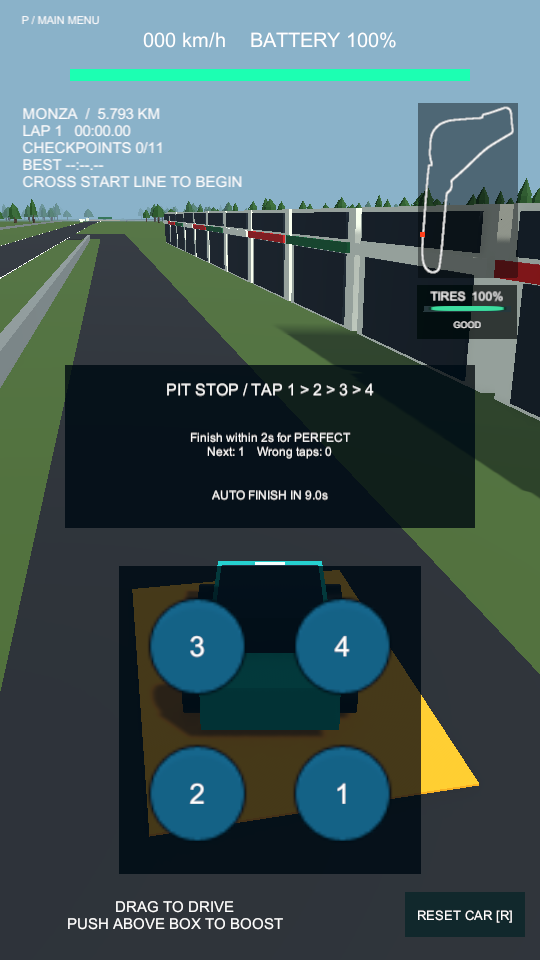 P / MAIN MENU
000 km/h BATTERY 100%
MONZA / 5.793 KM
LAP 1 00:00.00
CHECKPOINTS 0/11
BEST --:--.--
CROSS START LINE TO BEGIN
TIRES 100%
GOOD
PIT STOP / TAP 1 > 2 > 3 > 4
Finish within 2s for PERFECT
Next: 1 Wrong taps: 0
AUTO FINISH IN 9.0s
3 4
2 1
DRAG TO DRIVE
PUSH ABOVE BOX TO BOOST
RESET CAR [R]